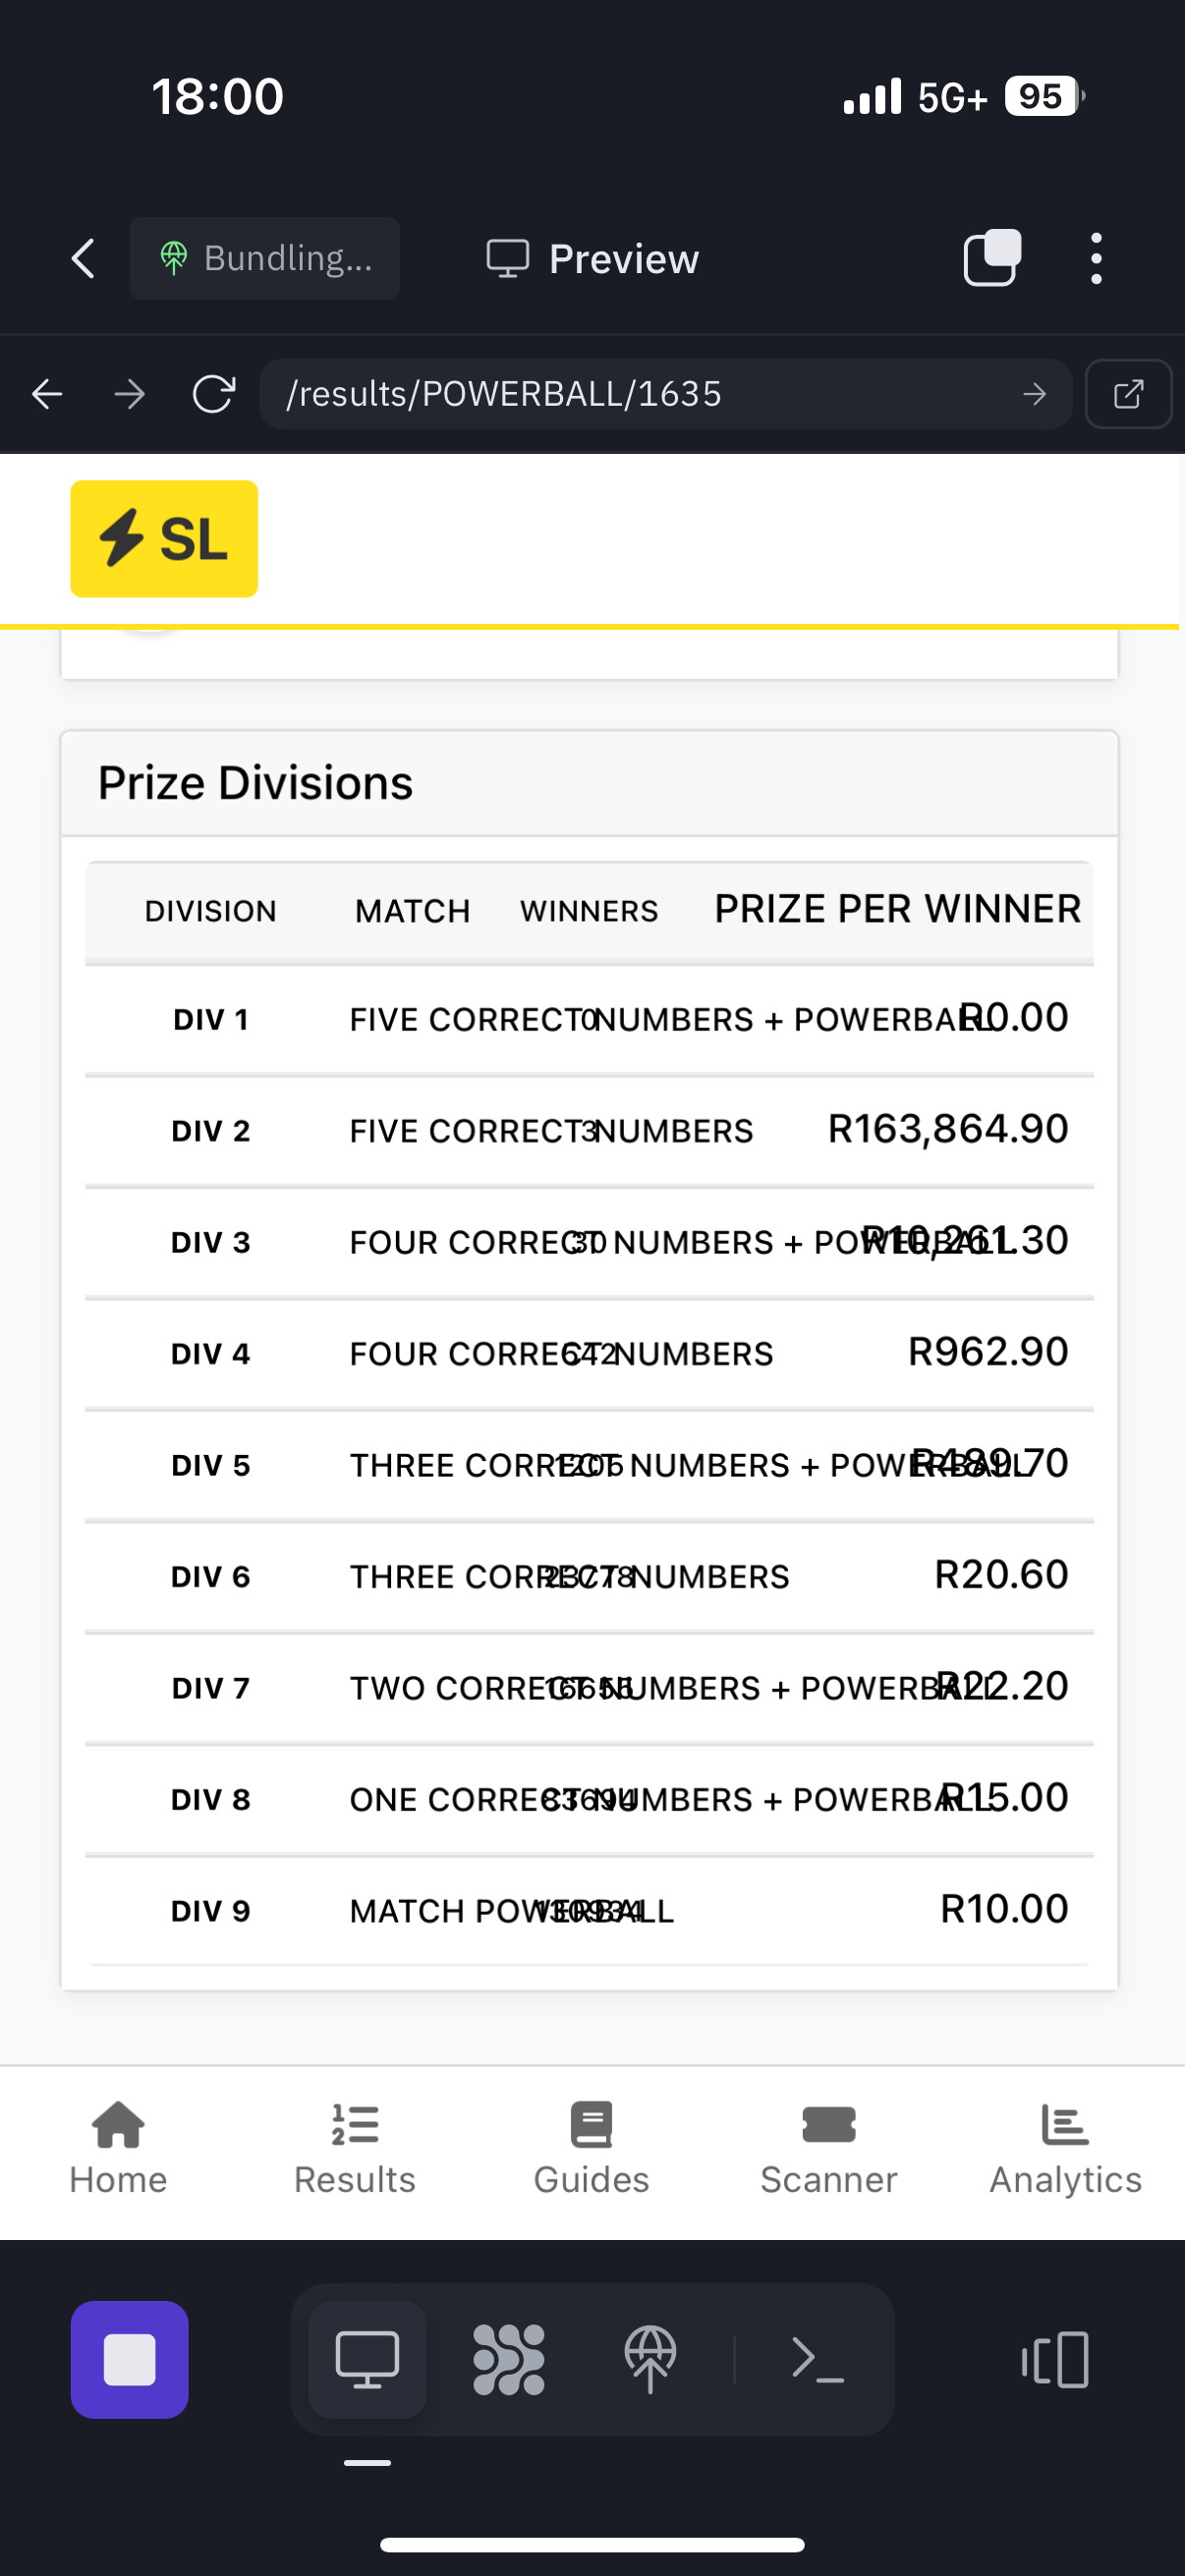 18:00 5G+ 95
Bundling... Preview
/results/POWERBALL/1635
SL
Prize Divisions
DIVISION MATCH WINNERS PRIZE PER WINNER
DIV 1 FIVE CORRECT NUMBERS + POWERBALL 0 R0.00
DIV 2 FIVE CORRECT NUMBERS 3 R163,864.90
DIV 3 FOUR CORRECT NUMBERS + POWERBALL 30 R10,261.30
DIV 4 FOUR CORRECT NUMBERS 642 R962.90
DIV 5 THREE CORRECT NUMBERS + POWERBALL R489.70
DIV 6 THREE CORRECT NUMBERS R20.60
DIV 7 TWO CORRECT NUMBERS + POWERBALL R22.20
DIV 8 ONE CORRECT NUMBERS + POWERBALL R15.00
DIV 9 MATCH POWERBALL R10.00
Home Results Guides Scanner Analytics